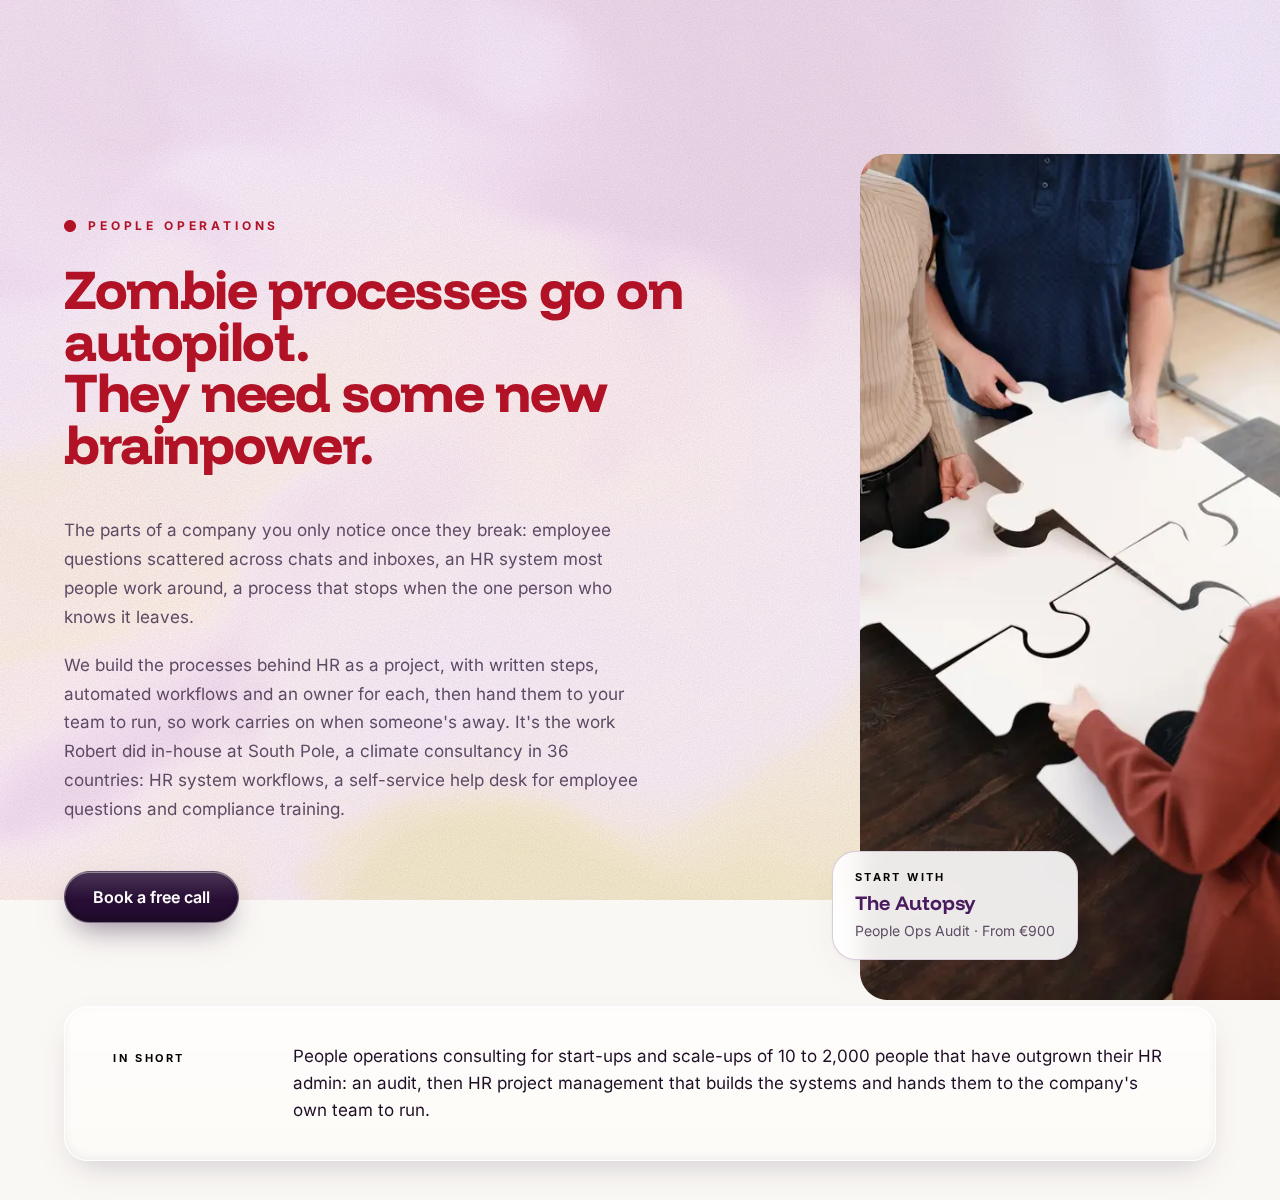 PEOPLE OPERATIONS
Zombie processes go on
autopilot.
They need some new
brainpower.
The parts of a company you only notice once they break: employee
questions scattered across chats and inboxes, an HR system most
people work around, a process that stops when the one person who
knows it leaves.
We build the processes behind HR as a project, with written steps,
automated workflows and an owner for each, then hand them to your
team to run, so work carries on when someone's away. It's the work
Robert did in-house at South Pole, a climate consultancy in 36
countries: HR system workflows, a self-service help desk for employee
questions and compliance training.
Book a free call
START WITH
The Autopsy
People Ops Audit · From €900
IN SHORT
People operations consulting for start-ups and scale-ups of 10 to 2,000 people that have outgrown their HR
admin: an audit, then HR project management that builds the systems and hands them to the company's
own team to run.